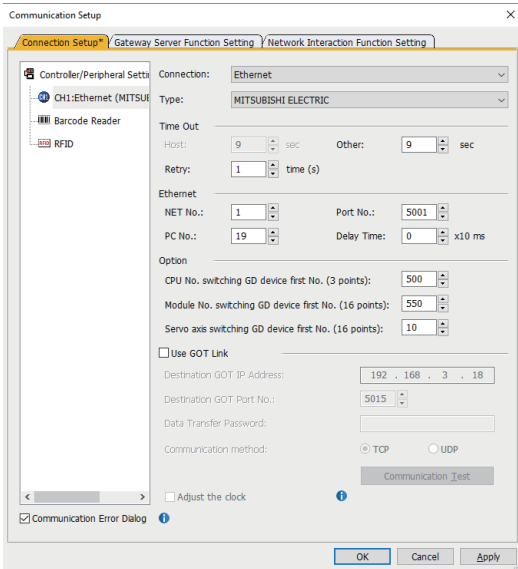 Communication Setup
Connection Setup* Gateway Server Function Setting Network Interaction Function Setting
Controller/Peripheral Setti
CH1:Ethernet (MITSUE
Barcode Reader
RFID RFID
Connection: Ethernet
Type: MITSUBISHI ELECTRIC
Time Out
Host: 9 sec Other: 9 sec
Retry: 1 time (s)
Ethernet
NET No.: 1 Port No.: 5001
PC No.: 19 Delay Time: 0 x10 ms
Option
CPU No. switching GD device first No. (3 points): 500
Module No. switching GD device first No. (16 points): 550
Servo axis switching GD device first No. (16 points): 10
Use GOT Link
Destination GOT IP Address: 192 . 168 . 3 . 18
Destination GOT Port No.: 5015
Data Transfer Password:
Communication method: TCP UDP
Communication Test
Adjust the clock
Communication Error Dialog
OK Cancel Apply